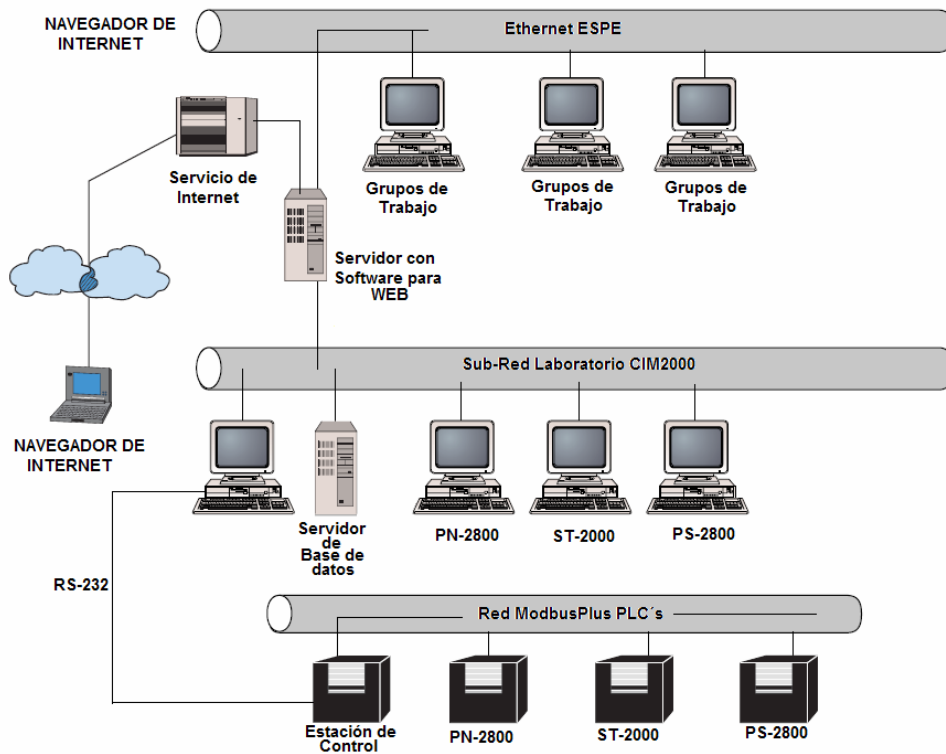 NAVEGADOR DE
INTERNET
Ethernet ESPE
Servicio de
Internet
Grupos de
Trabajo
Grupos de
Trabajo
Grupos de
Trabajo
Servidor con
Software para
WEB
Sub-Red Laboratorio CIM2000
NAVEGADOR DE
INTERNET
Servidor
de
Base de
datos
PN-2800
ST-2000
PS-2800
RS-232
Red ModbusPlus PLC´s
Estación de
Control
PN-2800
ST-2000
PS-2800